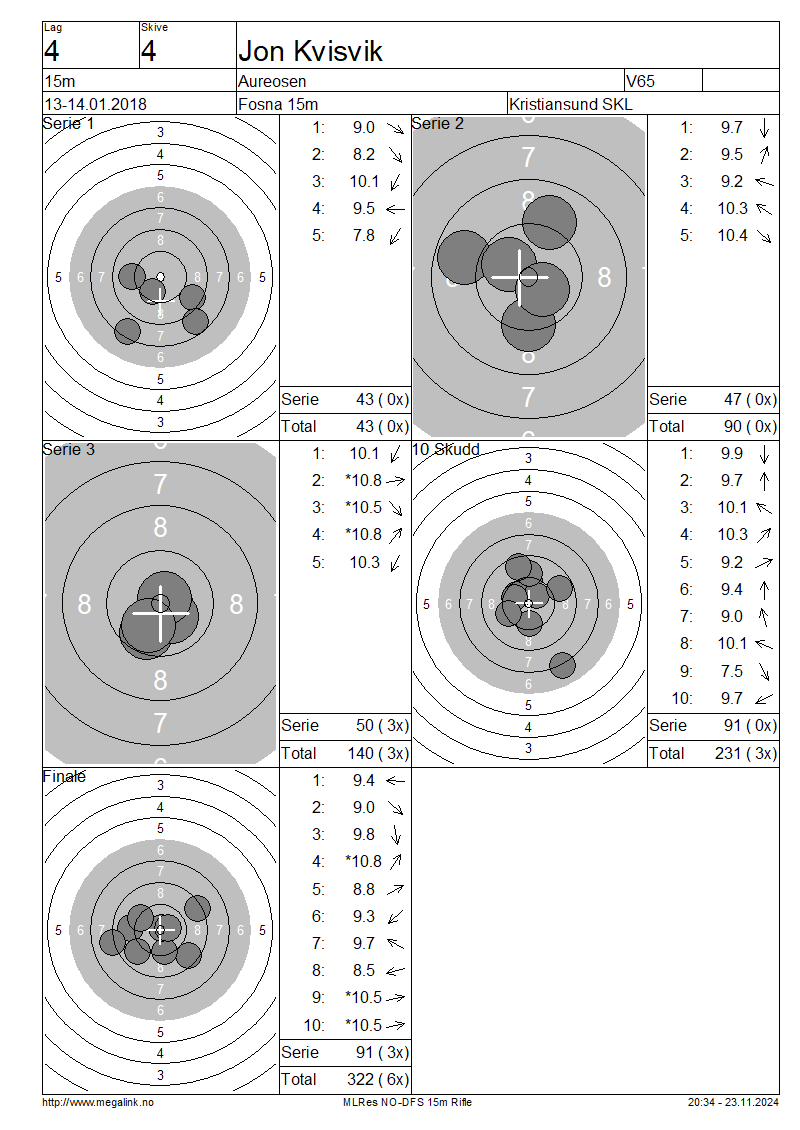 Lag
Skive
4
4
Jon Kvisvik
15m
Aureosen
V65
13-14.01.2018
Fosna 15m
Kristiansund SKL
Serie 1
3
4
5
6
7
8
5 6 7 8 7 6 5
8
7
6
5
4
3
1: 9.0
2: 8.2
3: 10.1
4: 9.5
5: 7.8
Serie 43 ( 0x)
Total 43 ( 0x)
Serie 2
7
8
8
8
7
1: 9.7
2: 9.5
3: 9.2
4: 10.3
5: 10.4
Serie 47 ( 0x)
Total 90 ( 0x)
Serie 3
7
8
8 8
8
7
1: 10.1
2: *10.8
3: *10.5
4: *10.8
5: 10.3
Serie 50 ( 3x)
Total 140 ( 3x)
10 Skudd
3
4
5
6
7
5 6 7 8 8 7 6 5
8
7
6
5
4
3
1: 9.9
2: 9.7
3: 10.1
4: 10.3
5: 9.2
6: 9.4
7: 9.0
8: 10.1
9: 7.5
10: 9.7
Serie 91 ( 0x)
Total 231 ( 3x)
Finale
3
4
5
6
7
8
5 6 7 8 7 6 5
8
7
6
5
4
3
1: 9.4
2: 9.0
3: 9.8
4: *10.8
5: 8.8
6: 9.3
7: 9.7
8: 8.5
9: *10.5
10: *10.5
Serie 91 ( 3x)
Total 322 ( 6x)
http://www.megalink.no
MLRes NO-DFS 15m Rifle
20:34 - 23.11.2024